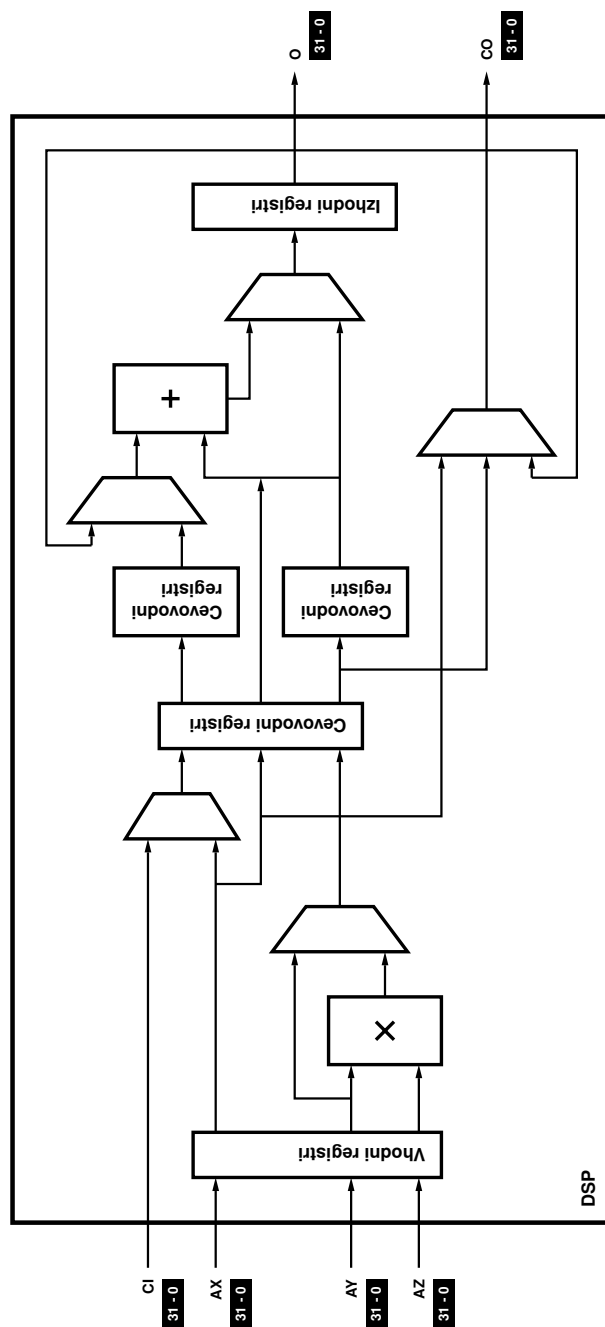 CI
31 - 0
AX
31 - 0
AY
31 - 0
AZ
31 - 0
Vhodni registri
×
Cevovodni registri
Cevovodni
registri
Cevovodni
registri
+
Izhodni registri
O
31 - 0
CO
31 - 0
DSP